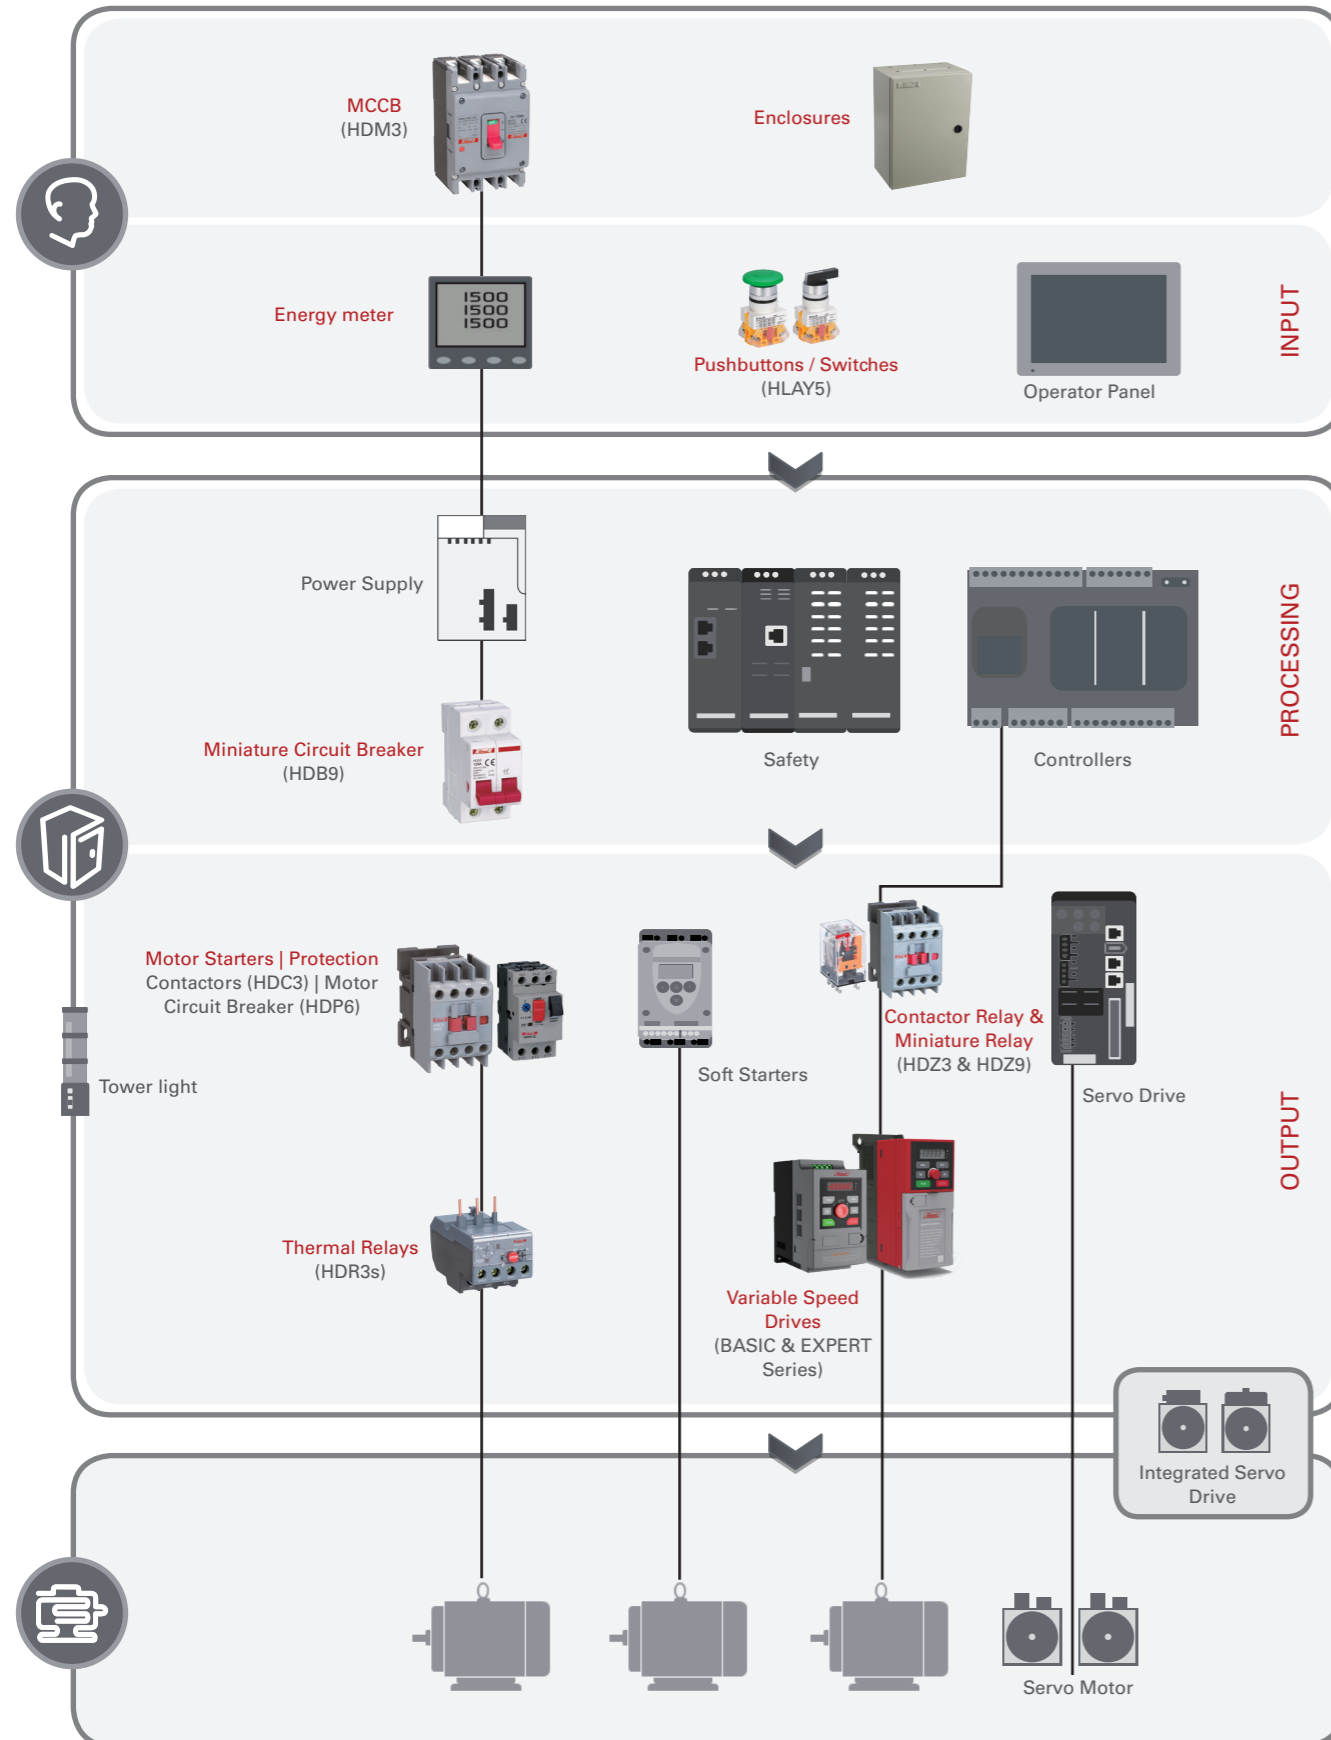 MCCB
(HDM3)
Enclosures
Energy meter
1500
1500
1500
Pushbuttons / Switches
(HLAY5)
Operator Panel
INPUT
Power Supply
Miniature Circuit Breaker
(HDB9)
Safety
Controllers
PROCESSING
Motor Starters | Protection
Contactors (HDC3) | Motor
Circuit Breaker (HDP6)
Tower light
Soft Starters
Contactor Relay &
Miniature Relay
(HDZ3 & HDZ9)
Servo Drive
OUTPUT
Thermal Relays
(HDR3s)
Variable Speed
Drives
(BASIC & EXPERT
Series)
Integrated Servo
Drive
Servo Motor